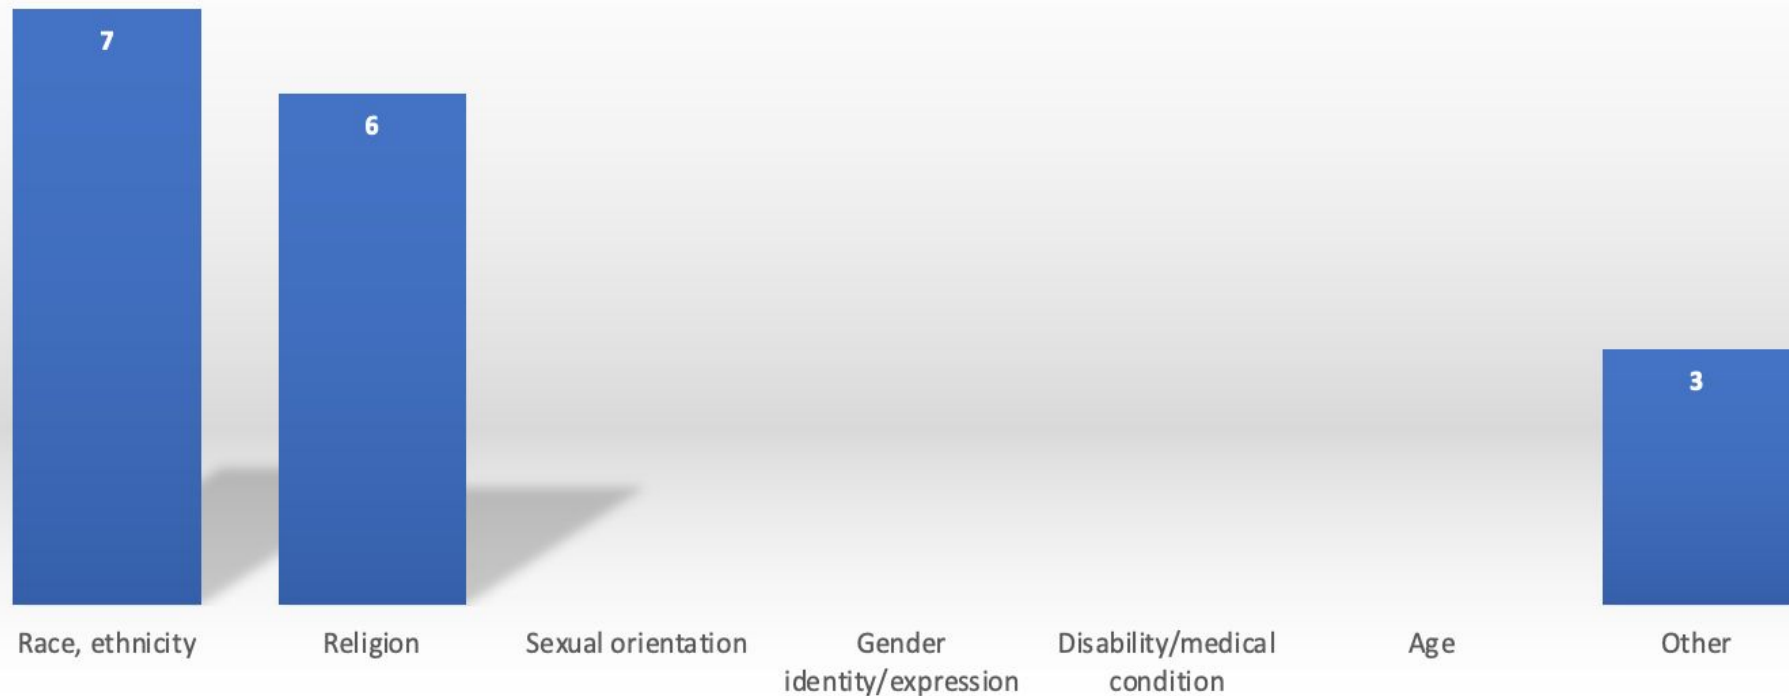 7
6
3
Race, ethnicity
Religion
Sexual orientation
Gender
identity/expression
Disability/medical
condition
Age
Other